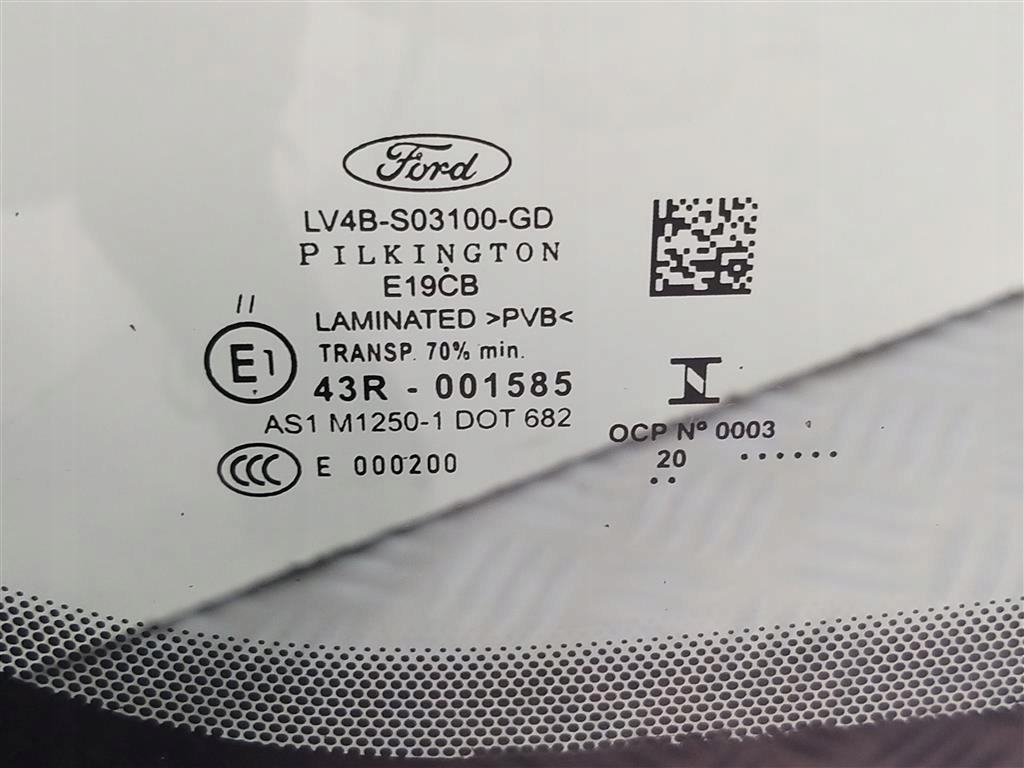 Ford
LV4B-S03100-GD
PILKINGTON
E19CB
LAMINATED >PVB<
II
E1
TRANSP. 70% min.
43R - 001585
AS1 M1250-1 DOT 682
CCC E 000200
N
OCP Nº 0003
20 ......
..